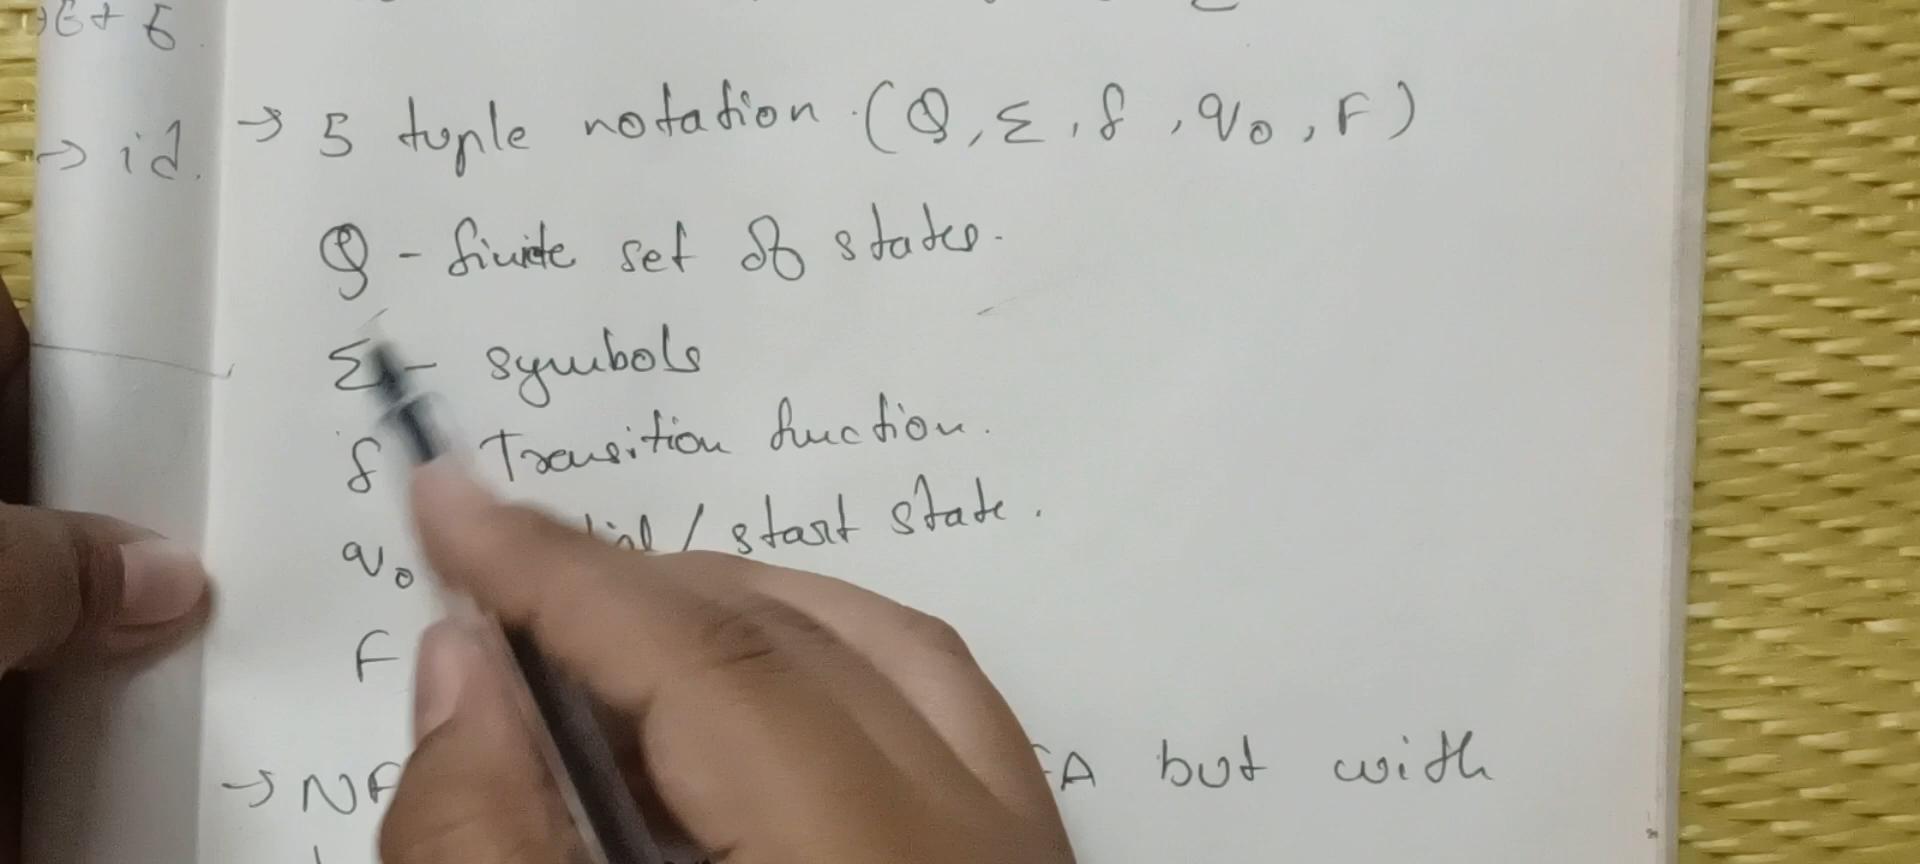 → id.
→ 5 tuple notation (Q, Σ, δ, q0, F)
Q - finite set of states.
Σ - symbols
δ Transition function.
q0 / start state.
F
→ but with